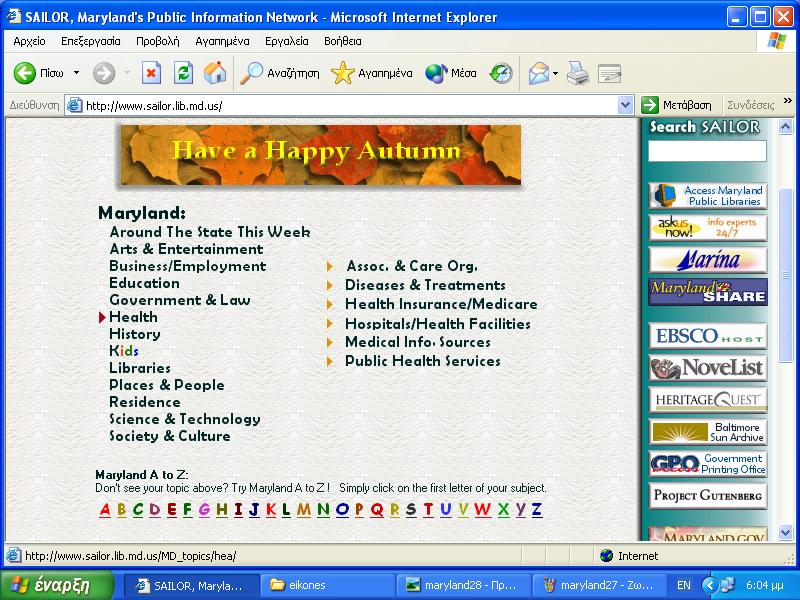 SAILOR, Maryland's Public Information Network - Microsoft Internet Explorer
Αρχείο Επεξεργασία Προβολή Αγαπημένα Εργαλεία Βοήθεια
Πίσω Αναζήτηση Αγαπημένα Μέσα
Διεύθυνση http://www.sailor.lib.md.us/ Μετάβαση Συνδέσεις »
Have a Happy Autumn
Maryland:
Around The State This Week
Arts & Entertainment
Business/Employment
Education
Government & Law
Health
History
Kids
Libraries
Places & People
Residence
Science & Technology
Society & Culture
Assoc. & Care Org.
Diseases & Treatments
Health Insurance/Medicare
Hospitals/Health Facilities
Medical Info. Sources
Public Health Services
Maryland A to Z:
Don't see your topic above? Try Maryland A to Z ! Simply click on the first letter of your subject.
A B C D E F G H I J K L M N O P Q R S T U V W X Y Z
Search SAILOR
Access Maryland
Public Libraries
askus now! info experts 24/7
Marina
Maryland SHARE
EBSCO HOST
NoveList
HERITAGEQUEST
Baltimore
Sun Archive
GPO Government
Printing Office
PROJECT GUTENBERG
MARYLAND.GOV
http://www.sailor.lib.md.us/MD_topics/hea/ Internet
έναρξη SAILOR, Maryla... eikones maryland28 - Πρ... maryland27 - Ζω... EN 6:04 μμ